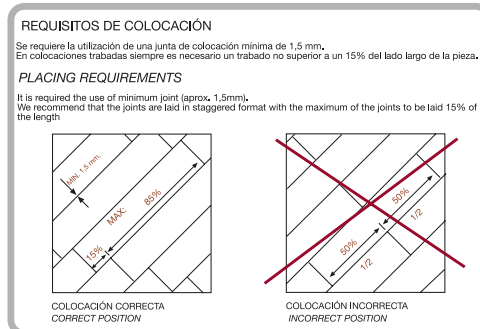 REQUISITOS DE COLOCACIÓN
Se requiere la utilización de una junta de colocación mínima de 1,5 mm.
En colocaciones trabadas siempre es necesario un trabado no superior a un 15% del lado largo de la pieza.
PLACING REQUIREMENTS
It is required the use of minimum joint (aprox. 1,5mm).
We recommend that the joints are laid in staggered format with the maximum of the joints to be laid 15% of
the length
MIN. 1,5 mm.
MAX:
85%
15%
50%
1/2
50%
1/2
COLOCACIÓN CORRECTA
CORRECT POSITION
COLOCACIÓN INCORRECTA
INCORRECT POSITION